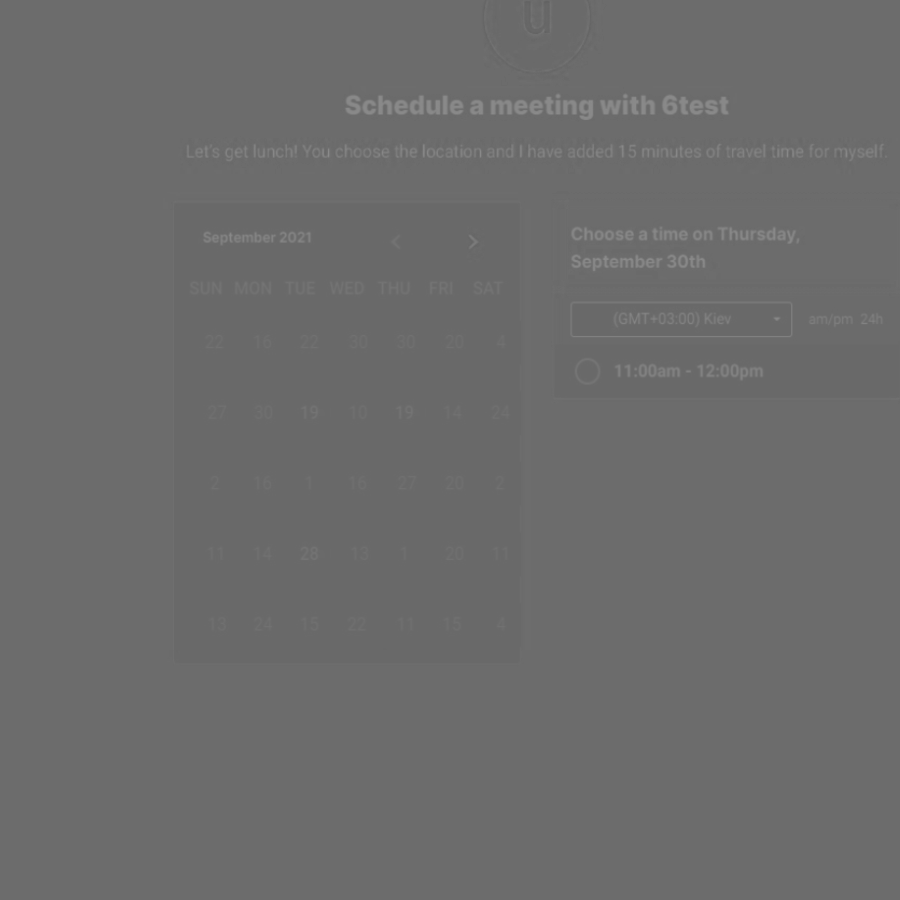 u
Schedule a meeting with 6test
Let's get lunch! You choose the location and I have added 15 minutes of travel time for myself.
September 2021
SUN MON TUE WED THU FRI SAT
22 16 22 30 30 20 4
27 30 19 10 19 14 24
2 16 1 16 27 20 2
11 14 28 13 1 20 11
13 24 15 22 11 15 4
Choose a time on Thursday,
September 30th
(GMT+03:00) Kiev am/pm 24h
11:00am - 12:00pm